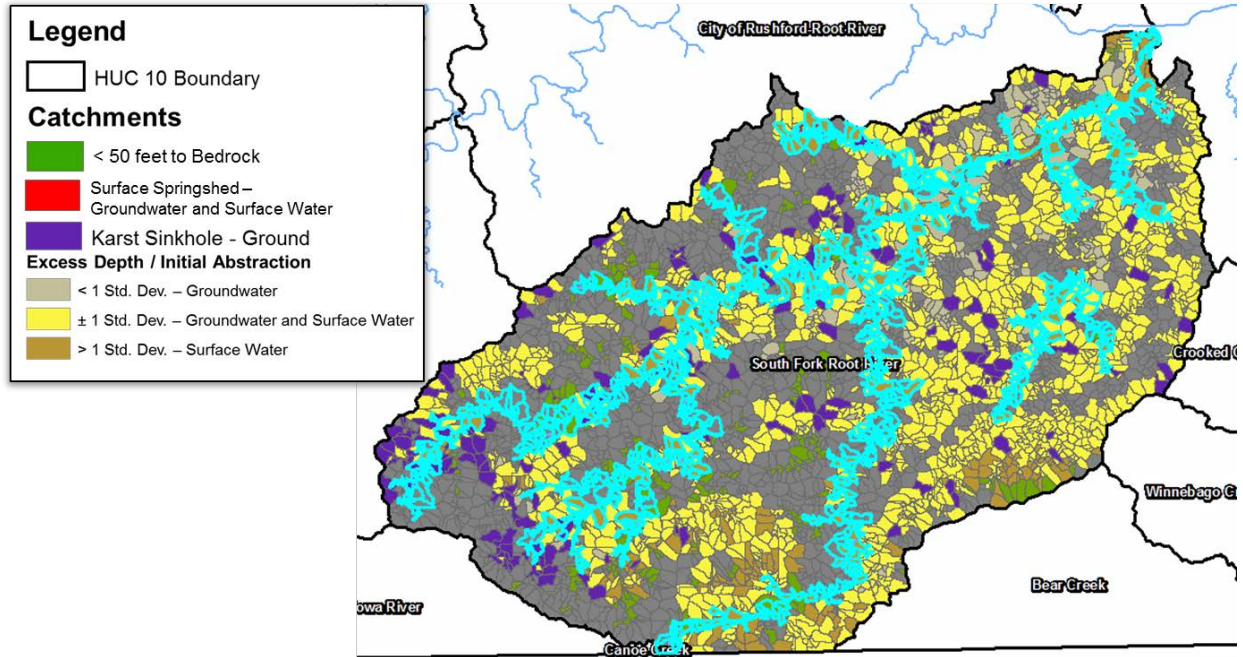 Legend
HUC 10 Boundary
Catchments
< 50 feet to Bedrock
Surface Springshed –
Groundwater and Surface Water
Karst Sinkhole - Ground
Excess Depth / Initial Abstraction
< 1 Std. Dev. – Groundwater
± 1 Std. Dev. – Groundwater and Surface Water
> 1 Std. Dev. – Surface Water
City of Rushford-Root River
South Fork Root River
Crooked C
Winnebago Cr
Bear Creek
owa River
Canoe Creek